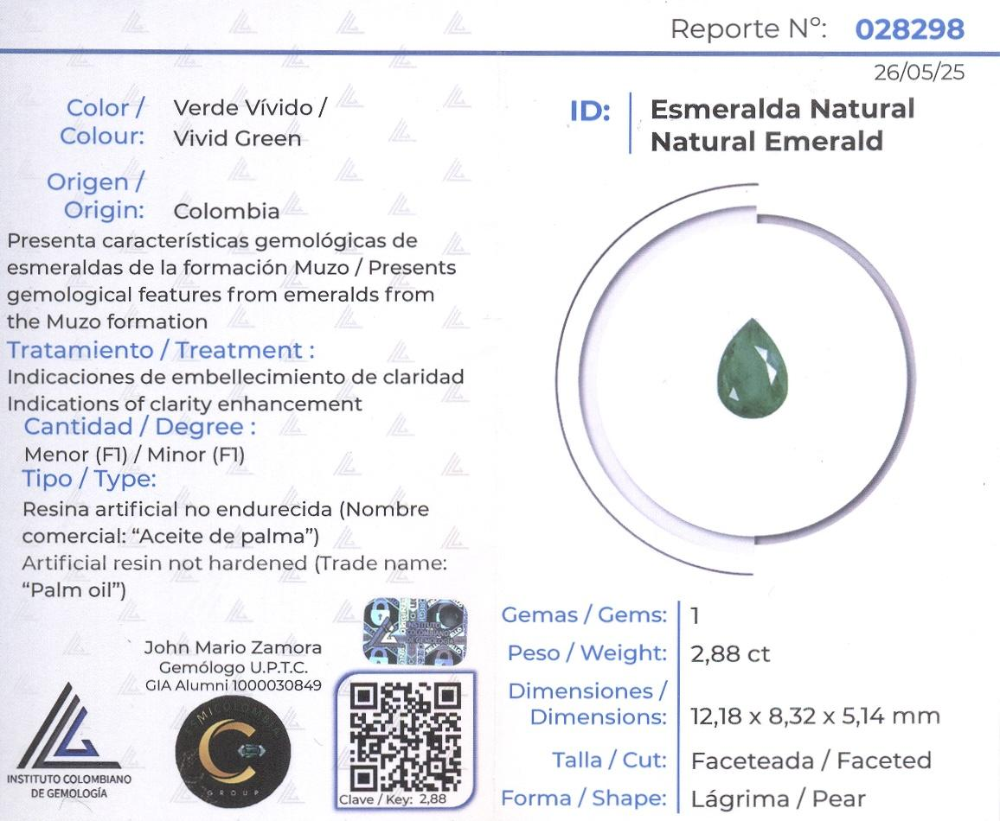 Reporte N°: 028298
26/05/25
Color / Verde Vívido /
Colour: Vivid Green
Origen /
Origin: Colombia
Presenta características gemológicas de
esmeraldas de la formación Muzo / Presents
gemological features from emeralds from
the Muzo formation
Tratamiento / Treatment :
Indicaciones de embellecimiento de claridad
Indications of clarity enhancement
Cantidad / Degree :
Menor (F1) / Minor (F1)
Tipo / Type:
Resina artificial no endurecida (Nombre
comercial: “Aceite de palma”)
Artificial resin not hardened (Trade name:
“Palm oil”)
John Mario Zamora
Gemólogo U.P.T.C.
GIA Alumni 1000030849
INSTITUTO COLOMBIANO
DE GEMOLOGÍA
GROUP
INSTITUTO
COLOMBIANO
DE GEMOLOGÍA
Clave / Key: 2,88
ID: Esmeralda Natural
Natural Emerald
Gemas / Gems: 1
Peso / Weight: 2,88 ct
Dimensiones /
Dimensions: 12,18 x 8,32 x 5,14 mm
Talla / Cut: Faceteada / Faceted
Forma / Shape: Lágrima / Pear